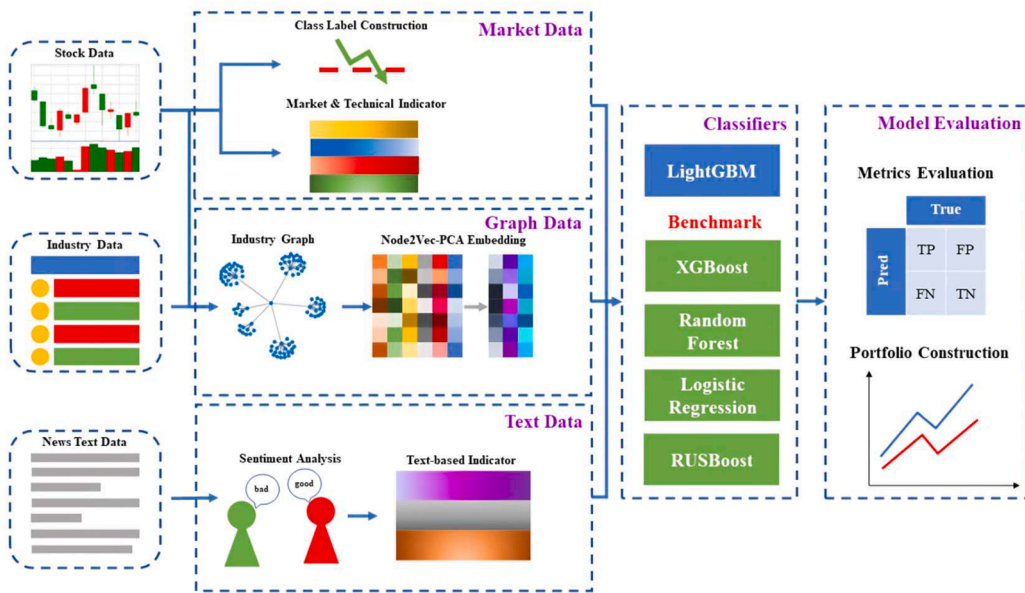 Stock Data
Industry Data
News Text Data
Market Data
Class Label Construction
Market & Technical Indicator
Graph Data
Industry Graph
Node2Vec-PCA Embedding
Text Data
Sentiment Analysis
bad
good
Text-based Indicator
Classifiers
LightGBM
Benchmark
XGBoost
Random
Forest
Logistic
Regression
RUSBoost
Model Evaluation
Metrics Evaluation
True
Pred
TP FP
FN TN
Portfolio Construction